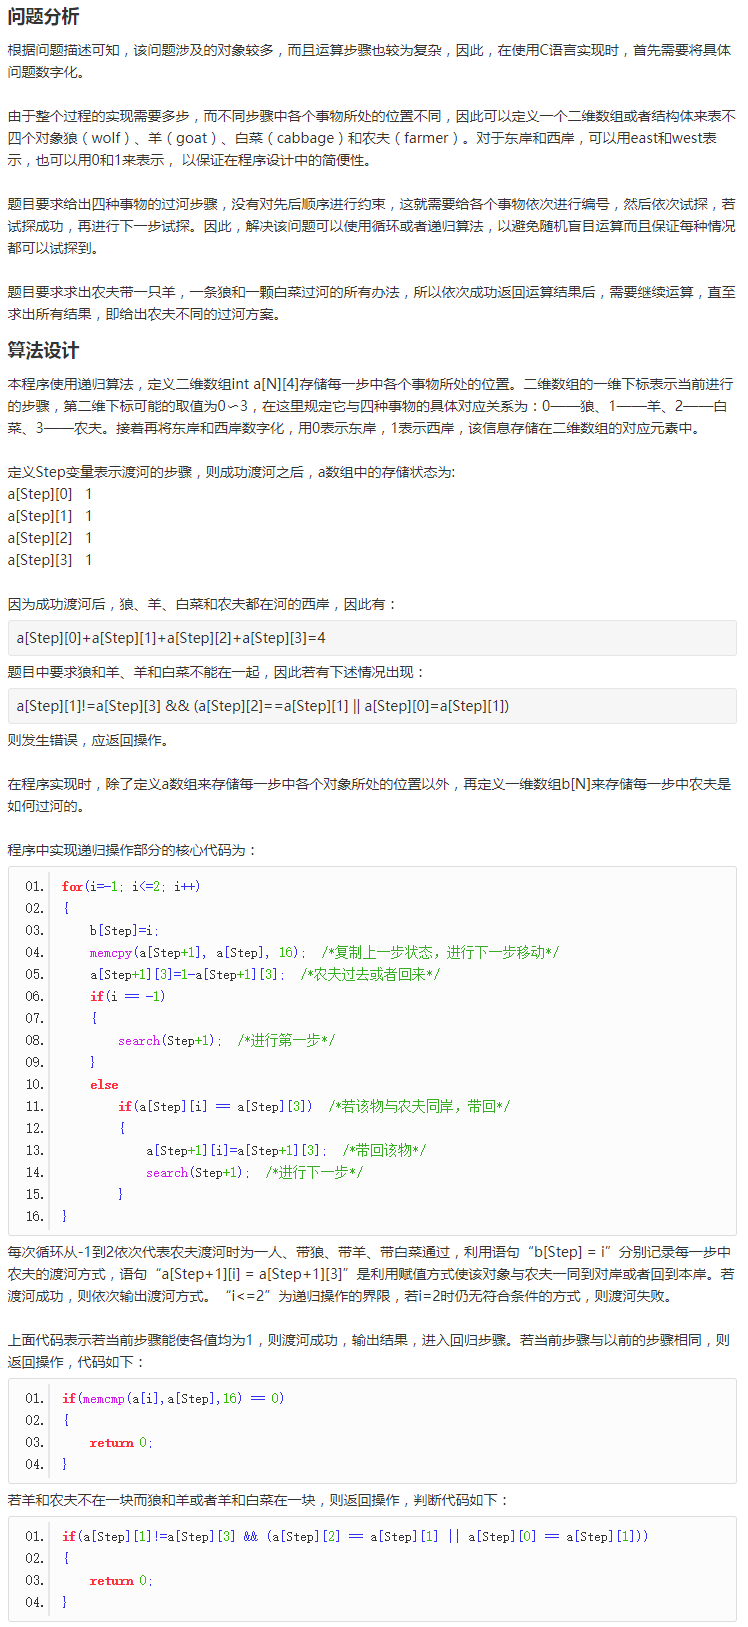 问题分析
根据问题描述可知，该问题涉及的对象较多，而且运算步骤也较为复杂，因此，在使用C语言实现时，首先需要将具体
问题数字化。
由于整个过程的实现需要多步，而不同步骤中各个事物所处的位置不同，因此可以定义一个二维数组或者结构体来表不
四个对象狼（wolf）、羊（goat）、白菜（cabbage）和农夫（farmer）。对于东岸和西岸，可以用east和west表
示，也可以用0和1来表示， 以保证在程序设计中的简便性。
题目要求给出四种事物的过河步骤，没有对先后顺序进行约束，这就需要给各个事物依次进行编号，然后依次试探，若
试探成功，再进行下一步试探。因此，解决该问题可以使用循环或者递归算法，以避免随机盲目运算而且保证每种情况
都可以试探到。
题目要求求出农夫带一只羊，一条狼和一颗白菜过河的所有办法，所以依次成功返回运算结果后，需要继续运算，直至
求出所有结果，即给出农夫不同的过河方案。
算法设计
本程序使用递归算法，定义二维数组int a[N][4]存储每一步中各个事物所处的位置。二维数组的一维下标表示当前进行
的步骤，第二维下标可能的取值为0∽3，在这里规定它与四种事物的具体对应关系为：0——狼、1——羊、2——白
菜、3——农夫。接着再将东岸和西岸数字化，用0表示东岸，1表示西岸，该信息存储在二维数组的对应元素中。
定义Step变量表示渡河的步骤，则成功渡河之后，a数组中的存储状态为:
a[Step][0] 1
a[Step][1] 1
a[Step][2] 1
a[Step][3] 1
因为成功渡河后，狼、羊、白菜和农夫都在河的西岸，因此有：
a[Step][0]+a[Step][1]+a[Step][2]+a[Step][3]=4
题目中要求狼和羊、羊和白菜不能在一起，因此若有下述情况出现：
a[Step][1]!=a[Step][3] && (a[Step][2]==a[Step][1] || a[Step][0]=a[Step][1])
则发生错误，应返回操作。
在程序实现时，除了定义a数组来存储每一步中各个对象所处的位置以外，再定义一维数组b[N]来存储每一步中农夫是
如何过河的。
程序中实现递归操作部分的核心代码为：
01. for(i=-1; i<=2; i++)
02. {
03. b[Step]=i;
04. memcpy(a[Step+1], a[Step], 16); /*复制上一步状态，进行下一步移动*/
05. a[Step+1][3]=1-a[Step+1][3]; /*农夫过去或者回来*/
06. if(i == -1)
07. {
08. search(Step+1); /*进行第一步*/
09. }
10. else
11. if(a[Step][i] == a[Step][3]) /*若该物与农夫同岸，带回*/
12. {
13. a[Step+1][i]=a[Step+1][3]; /*带回该物*/
14. search(Step+1); /*进行下一步*/
15. }
16. }
每次循环从-1到2依次代表农夫渡河时为一人、带狼、带羊、带白菜通过，利用语句“b[Step] = i”分别记录每一步中
农夫的渡河方式，语句“a[Step+1][i] = a[Step+1][3]”是利用赋值方式使该对象与农夫一同到对岸或者回到本岸。若
渡河成功，则依次输出渡河方式。“i<=2”为递归操作的界限，若i=2时仍无符合条件的方式，则渡河失败。
上面代码表示若当前步骤能使各值均为1，则渡河成功，输出结果，进入回归步骤。若当前步骤与以前的步骤相同，则
返回操作，代码如下：
01. if(memcmp(a[i],a[Step],16) == 0)
02. {
03. return 0;
04. }
若羊和农夫不在一块而狼和羊或者羊和白菜在一块，则返回操作，判断代码如下：
01. if(a[Step][1]!=a[Step][3] && (a[Step][2] == a[Step][1] || a[Step][0] == a[Step][1]))
02. {
03. return 0;
04. }